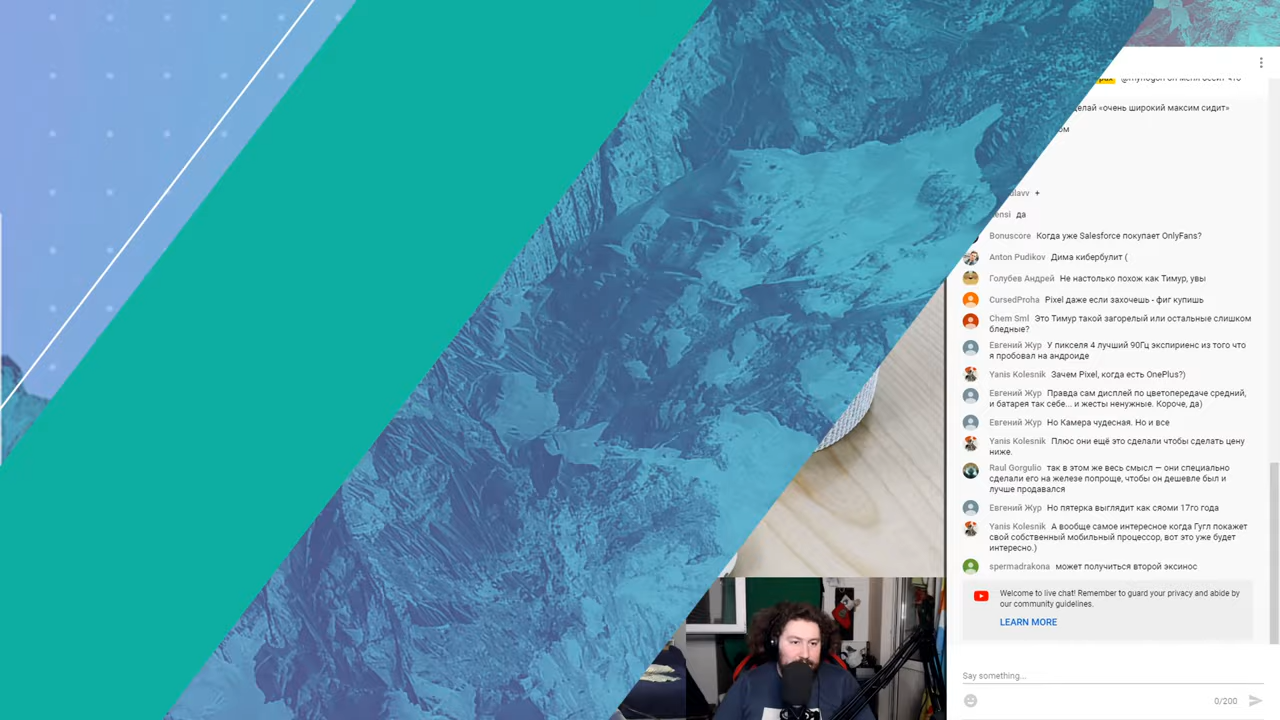 @mynogon он меня бесит что
делай «очень широкий максим сидит»
ом
slavv +
ensi да
Bonuscore Когда уже Salesforce покупает OnlyFans?
Anton Pudikov Дима кибербулит (
Голубев Андрей Не настолько похож как Тимур, увы
CursedProha Pixel даже если захочешь - фиг купишь
Chem Sml Это Тимур такой загорелый или остальные слишком
бледные?
Евгений Жур У пикселя 4 лучший 90Гц экспириенс из того что
я пробовал на андроиде
Yanis Kolesnik Зачем Pixel, когда есть OnePlus?)
Евгений Жур Правда сам дисплей по цветопередаче средний,
и батарея так себе... и жесты ненужные. Короче, да)
Евгений Жур Но Камера чудесная. Но и все
Yanis Kolesnik Плюс они ещё это сделали чтобы сделать цену
ниже.
Raul Gorgulio так в этом же весь смысл — они специально
сделали его на железе попроще, чтобы он дешевле был и
лучше продавался
Евгений Жур Но пятерка выглядит как сяоми 17го года
Yanis Kolesnik А вообще самое интересное когда Гугл покажет
свой собственный мобильный процессор, вот это уже будет
интересно.)
spermadrakona может получиться второй эксинос
Welcome to live chat! Remember to guard your privacy and abide by
our community guidelines.
LEARN MORE
Say something...
0/200